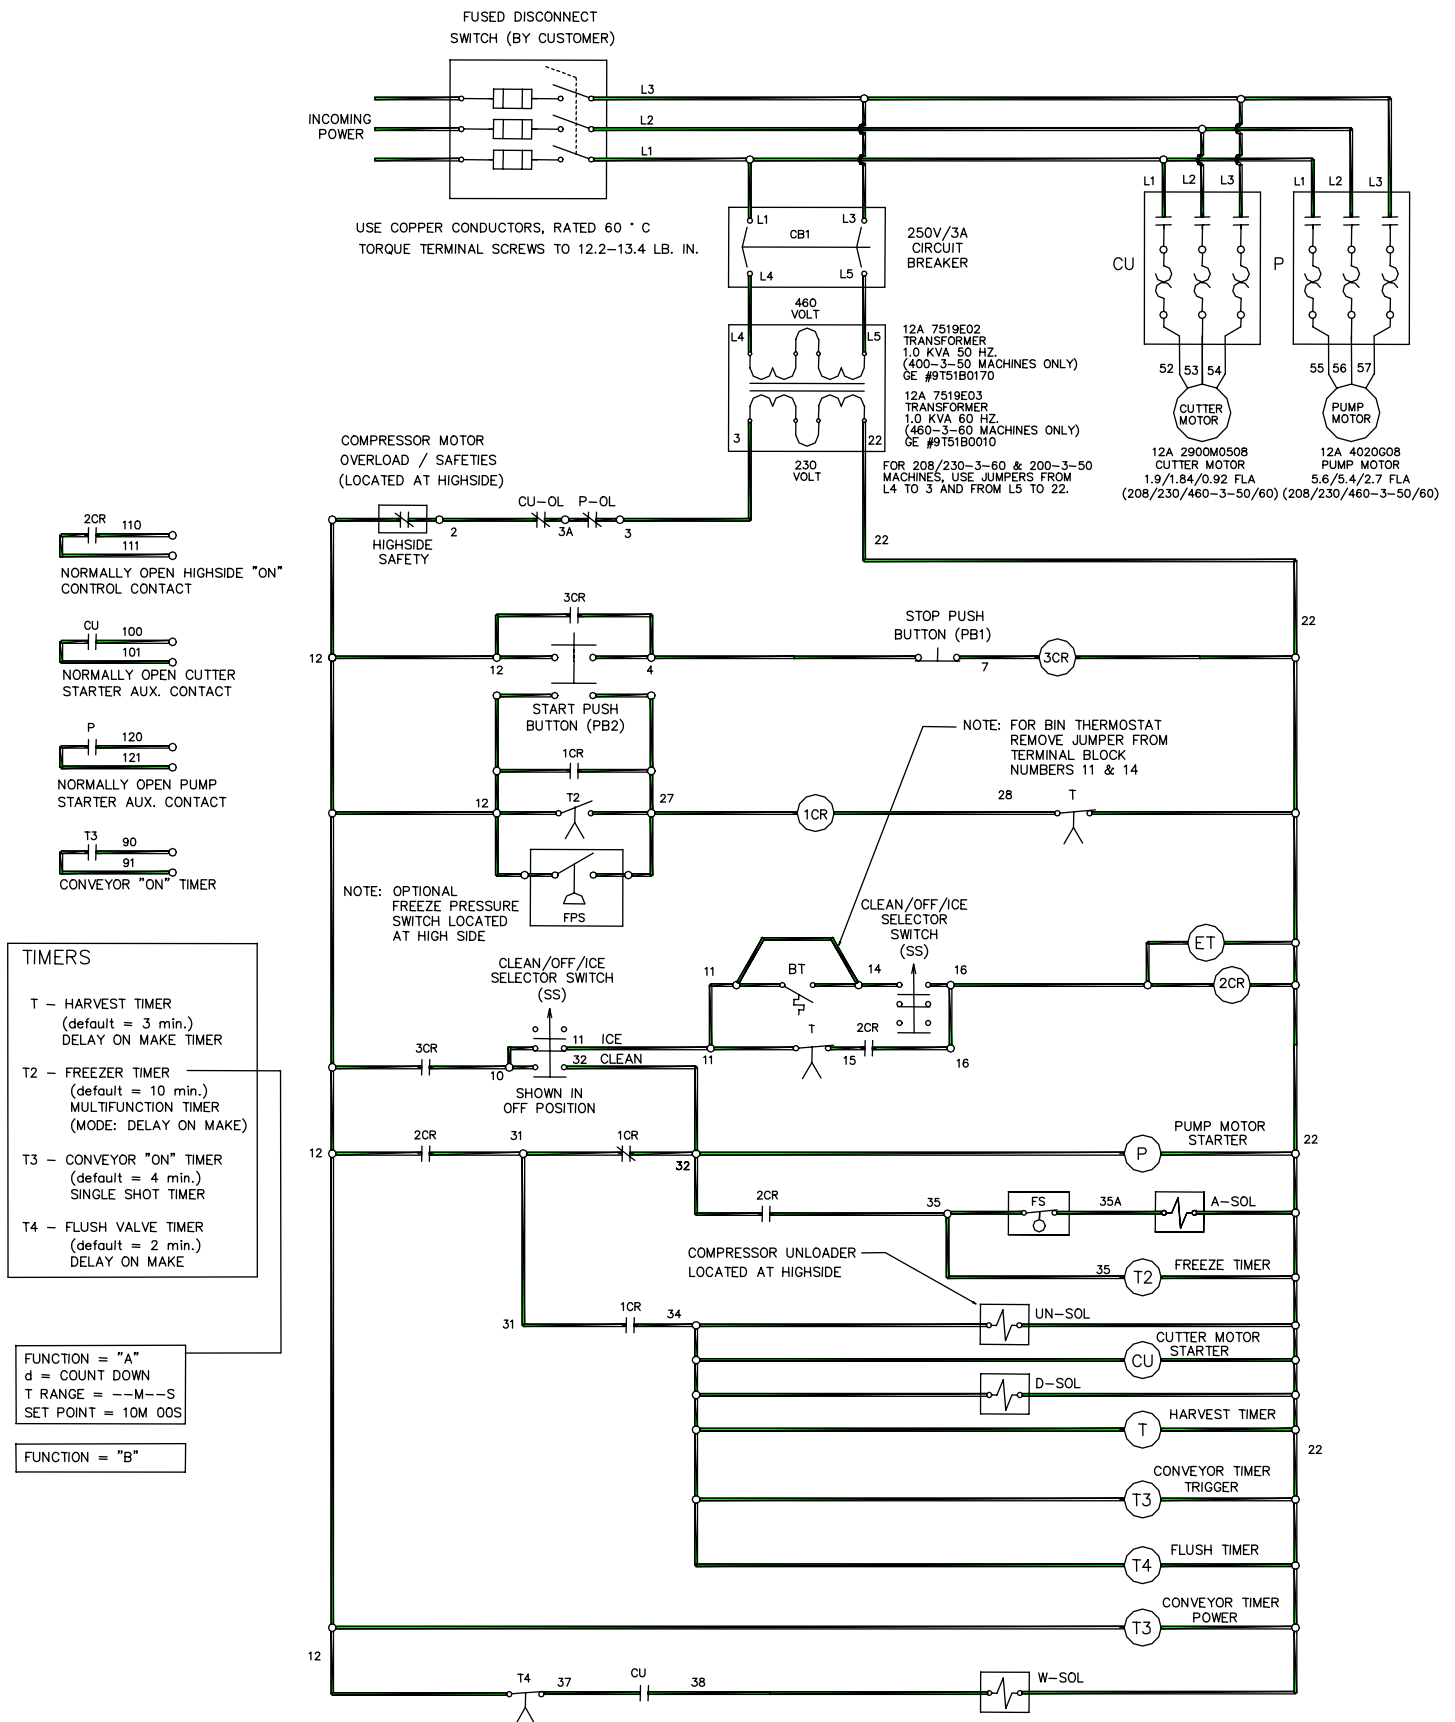 FUSED DISCONNECT
SWITCH (BY CUSTOMER)
INCOMING
POWER
L3
L2
L1
USE COPPER CONDUCTORS, RATED 60 ° C
TORQUE TERMINAL SCREWS TO 12.2-13.4 LB. IN.
L1
L3
CB1
L4
L5
250V/3A
CIRCUIT
BREAKER
L1
L2
L3
CU
52
53
54
CUTTER
MOTOR
12A 2900M0508
CUTTER MOTOR
1.9/1.84/0.92 FLA
(208/230/460-3-50/60)
L1
L2
L3
P
55
56
57
PUMP
MOTOR
12A 4020G08
PUMP MOTOR
5.6/5.4/2.7 FLA
(208/230/460-3-50/60)
460
VOLT
L4
L5
3
22
230
VOLT
12A 7519E02
TRANSFORMER
1.0 KVA 50 HZ.
(400-3-50 MACHINES ONLY)
GE #9T51B0170
12A 7519E03
TRANSFORMER
1.0 KVA 60 HZ.
(460-3-60 MACHINES ONLY)
GE #9T51B0010
FOR 208/230-3-60 & 200-3-50
MACHINES, USE JUMPERS FROM
L4 TO 3 AND FROM L5 TO 22.
COMPRESSOR MOTOR
OVERLOAD / SAFETIES
(LOCATED AT HIGHSIDE)
HIGHSIDE
SAFETY
2
CU-OL
3A
P-OL
3
22
22
2CR
110
111
NORMALLY OPEN HIGHSIDE "ON"
CONTROL CONTACT
CU
100
101
NORMALLY OPEN CUTTER
STARTER AUX. CONTACT
P
120
121
NORMALLY OPEN PUMP
STARTER AUX. CONTACT
T3
90
91
CONVEYOR "ON" TIMER
3CR
12
12
4
START PUSH
BUTTON (PB2)
STOP PUSH
BUTTON (PB1)
7
3CR
1CR
12
T2
27
1CR
28
T
NOTE: FOR BIN THERMOSTAT
REMOVE JUMPER FROM
TERMINAL BLOCK
NUMBERS 11 & 14
NOTE: OPTIONAL
FREEZE PRESSURE
SWITCH LOCATED
AT HIGH SIDE
FPS
CLEAN/OFF/ICE
SELECTOR
SWITCH
(SS)
11
BT
14
16
ET
2CR
CLEAN/OFF/ICE
SELECTOR SWITCH
(SS)
3CR
10
11
ICE
32
CLEAN
SHOWN IN
OFF POSITION
11
T
15
2CR
16
TIMERS
T - HARVEST TIMER
(default = 3 min.)
DELAY ON MAKE TIMER
T2 - FREEZER TIMER
(default = 10 min.)
MULTIFUNCTION TIMER
(MODE: DELAY ON MAKE)
T3 - CONVEYOR "ON" TIMER
(default = 4 min.)
SINGLE SHOT TIMER
T4 - FLUSH VALVE TIMER
(default = 2 min.)
DELAY ON MAKE
FUNCTION = "A"
d = COUNT DOWN
T RANGE = --M--S
SET POINT = 10M 00S
FUNCTION = "B"
12
2CR
31
1CR
32
PUMP MOTOR
STARTER
P
22
2CR
35
FS
35A
A-SOL
35
T2
FREEZE TIMER
COMPRESSOR UNLOADER
LOCATED AT HIGHSIDE
31
1CR
34
UN-SOL
CUTTER MOTOR
STARTER
CU
D-SOL
HARVEST TIMER
T
22
CONVEYOR TIMER
TRIGGER
T3
FLUSH TIMER
T4
CONVEYOR TIMER
POWER
T3
12
T4
37
CU
38
W-SOL